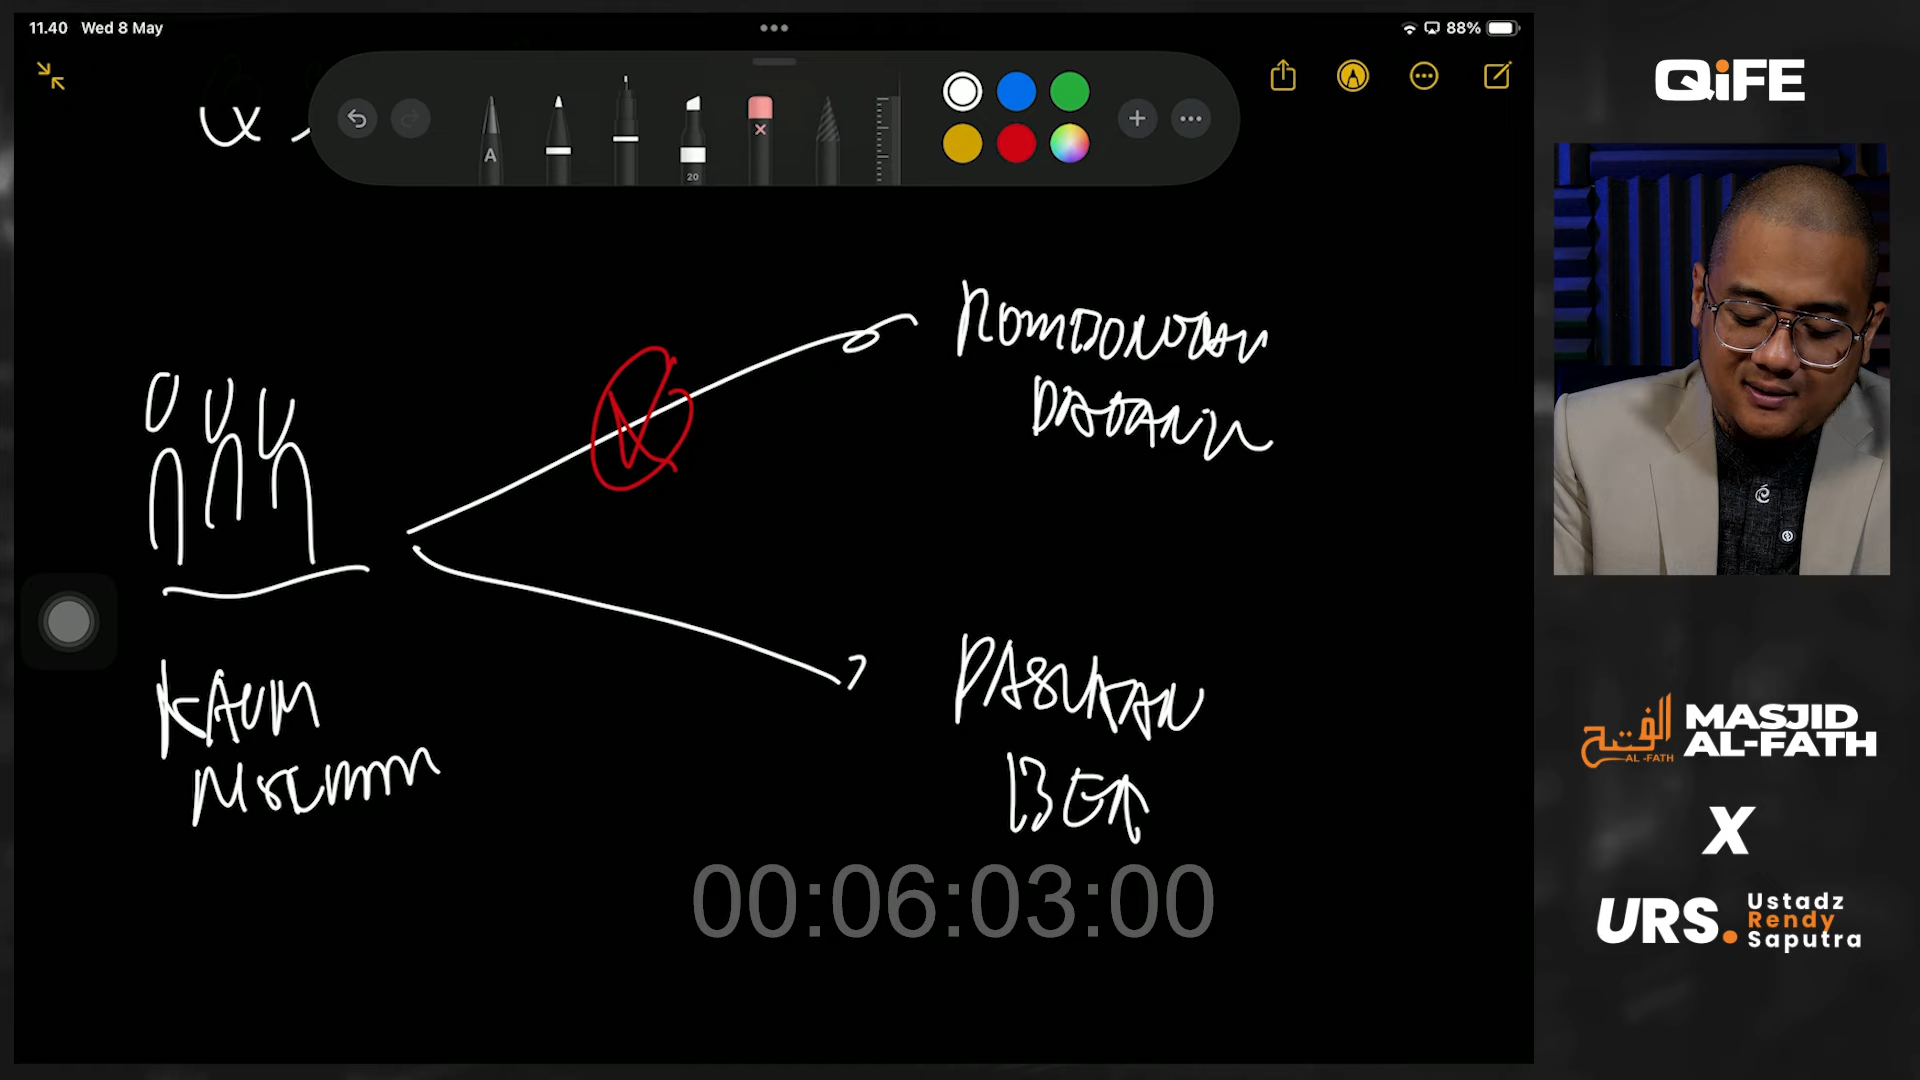 11.40 Wed 8 May
88%
A
20
QiFE
ROMBONGAN
DAGANG
KAUM
MUSLIMIN
PASUKAN
00:06:03:00
الفتح
AL -FATH
MASJID
AL-FATH
X
URS.
Ustadz
Rendy
Saputra